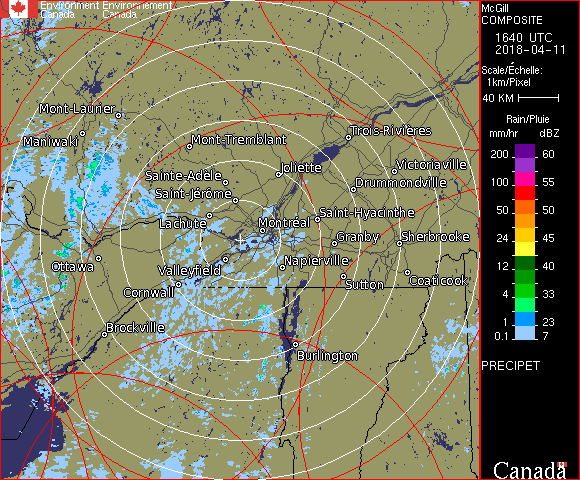 Environment Environnement
Canada Canada
McGill
COMPOSITE
1640 UTC
2018-04-11
Scale/Échelle:
1km/Pixel
40 KM
Rain/Pluie
mm/hr dBZ
200 60
100 55
50 50
24 45
12 40
4 33
1 23
0.1 7
PRECIPET
Canada
Mont-Laurier
Maniwaki
Mont-Tremblant
Trois-Rivières
Joliette
Victoriaville
Sainte-Adèle
Drummondville
Saint-Jérôme
Saint-Hyacinthe
Lachute
Montréal
Granby
Sherbrooke
Ottawa
Valleyfield
Napierville
Cornwall
Sutton
Coaticook
Brockville
Burlington